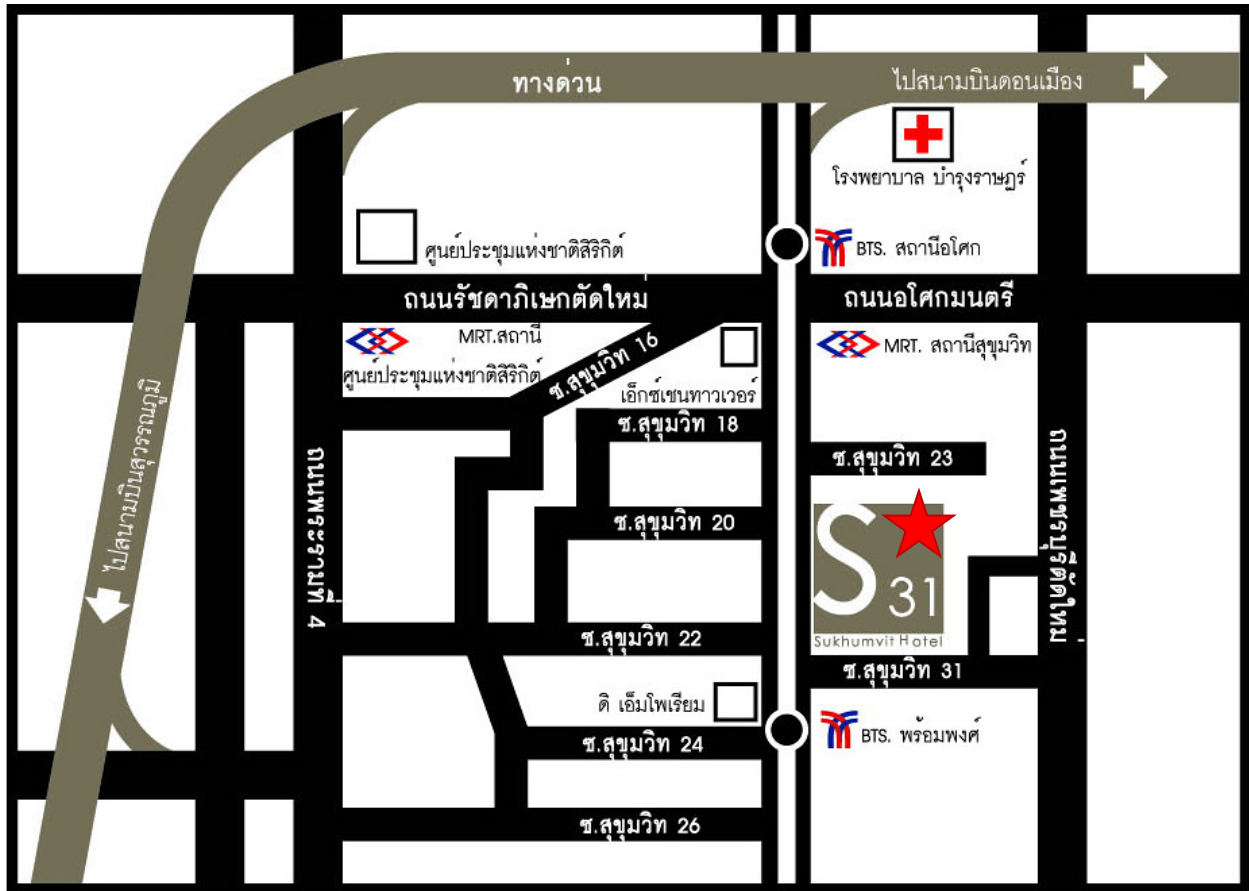 ทางด่วน
ไปสนามบินดอนเมือง
โรงพยาบาล บำรุงราษฎร์
ศูนย์ประชุมแห่งชาติสิริกิต์
BTS. สถานีอโศก
ถนนรัชดาภิเษกตัดใหม่
ถนนอโศกมนตรี
MRT.สถานี
ศูนย์ประชุมแห่งชาติสิริกิต์
ซ.สุขุมวิท 16
เอ็กซ์เชนทาวเวอร์
MRT. สถานีสุขุมวิท
ไปสนามบินสุวรรณภูมิ
ถนนพระรามที่ 4
ซ.สุขุมวิท 18
ซ.สุขุมวิท 23
ถนนเพชรบุรีตัดใหม่
ซ.สุขุมวิท 20
S 31
Sukhumvit Hotel
ซ.สุขุมวิท 22
ซ.สุขุมวิท 31
ดิ เอ็มโพเรียม
BTS. พร้อมพงศ์
ซ.สุขุมวิท 24
ซ.สุขุมวิท 26